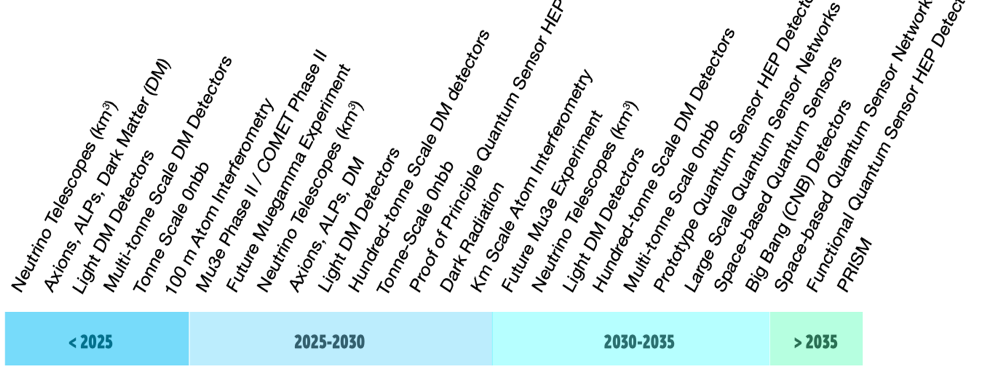 Neutrino Telescopes (km³)
Axions, ALPs, Dark Matter (DM)
Light DM Detectors
Multi-tonne Scale DM Detectors
Tonne Scale 0nbb
100 m Atom Interferometry
Mu3e Phase II / COMET Phase II
Future Muegamma Experiment
Neutrino Telescopes (km³)
Axions, ALPs, DM
Light DM Detectors
Hundred-tonne Scale DM detectors
Tonne-Scale 0nbb
Proof of Principle Quantum Sensor HEP
Dark Radiation
Km Scale Atom Interferometry
Future Mu3e Experiment
Neutrino Telescopes (km³)
Light DM Detectors
Hundred-tonne Scale DM Detectors
Multi-tonne Scale 0nbb
Prototype Quantum Sensor HEP Detecto
Large Scale Quantum Sensor Networks
Space-based Quantum Sensors
Big Bang (CNB) Detectors
Space-based Quantum Sensor Network
Functional Quantum Sensor HEP Detect
PRISM
< 2025
2025-2030
2030-2035
> 2035